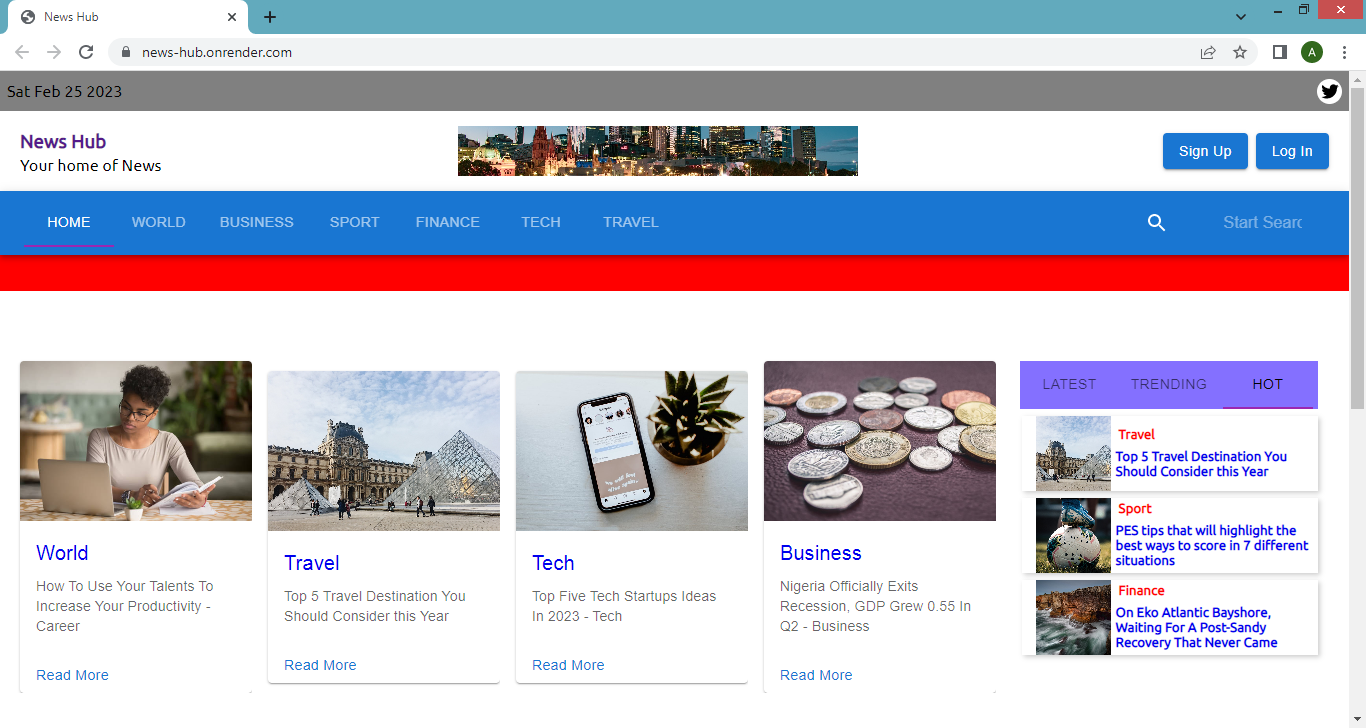 News Hub
news-hub.onrender.com
A
Sat Feb 25 2023
News Hub
Your home of News
Sign Up
Log In
HOME WORLD BUSINESS SPORT FINANCE TECH TRAVEL
Start Searc
World
How To Use Your Talents To
Increase Your Productivity -
Career
Read More
Travel
Top 5 Travel Destination You
Should Consider this Year
Read More
Tech
Top Five Tech Startups Ideas
In 2023 - Tech
Read More
Business
Nigeria Officially Exits
Recession, GDP Grew 0.55 In
Q2 - Business
Read More
LATEST TRENDING HOT
Travel
Top 5 Travel Destination You
Should Consider this Year
Sport
PES tips that will highlight the
best ways to score in 7 different
situations
Finance
On Eko Atlantic Bayshore,
Waiting For A Post-Sandy
Recovery That Never Came